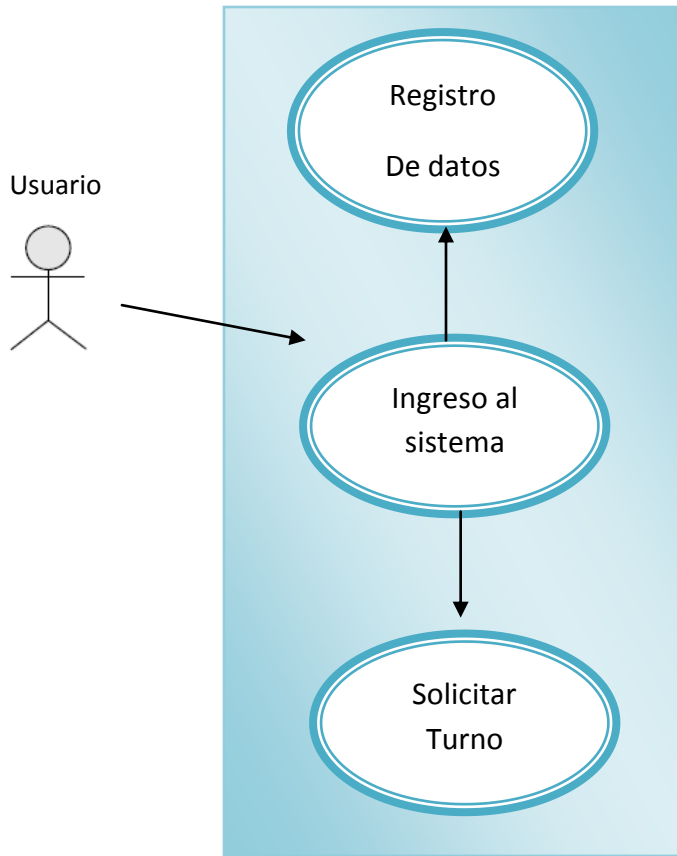 Registro
De datos
Usuario
Ingreso al
sistema
Solicitar
Turno